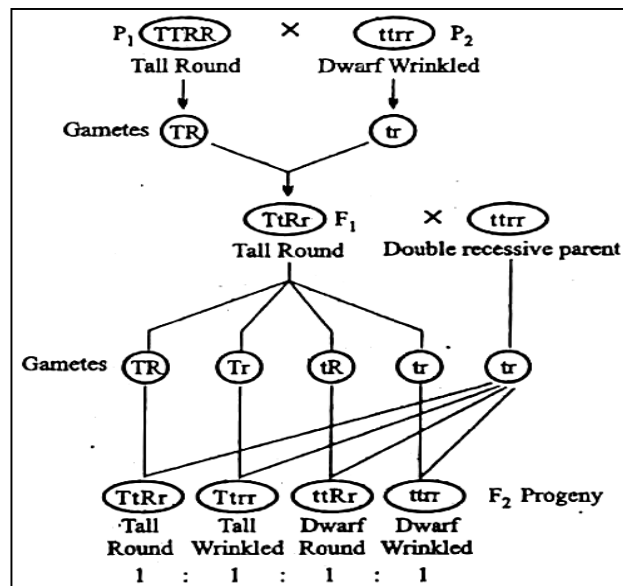 P1 TTRR × ttrr P2
Tall Round Dwarf Wrinkled
Gametes TR tr
TtRr F1 × ttrr
Tall Round Double recessive parent
Gametes TR Tr tR tr tr
TtRr Ttrr ttRr ttrr F2 Progeny
Tall Tall Dwarf Dwarf
Round Wrinkled Round Wrinkled
1 : 1 : 1 : 1